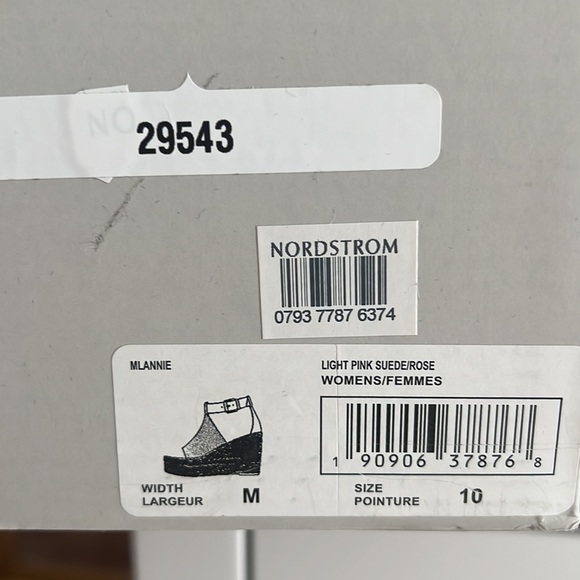 NO
29543
NORDSTROM
0793 7787 6374
MLANNIE
LIGHT PINK SUEDE/ROSE
WOMENS/FEMMES
1 90906 37876 8
WIDTH
LARGEUR
M
SIZE
POINTURE
10